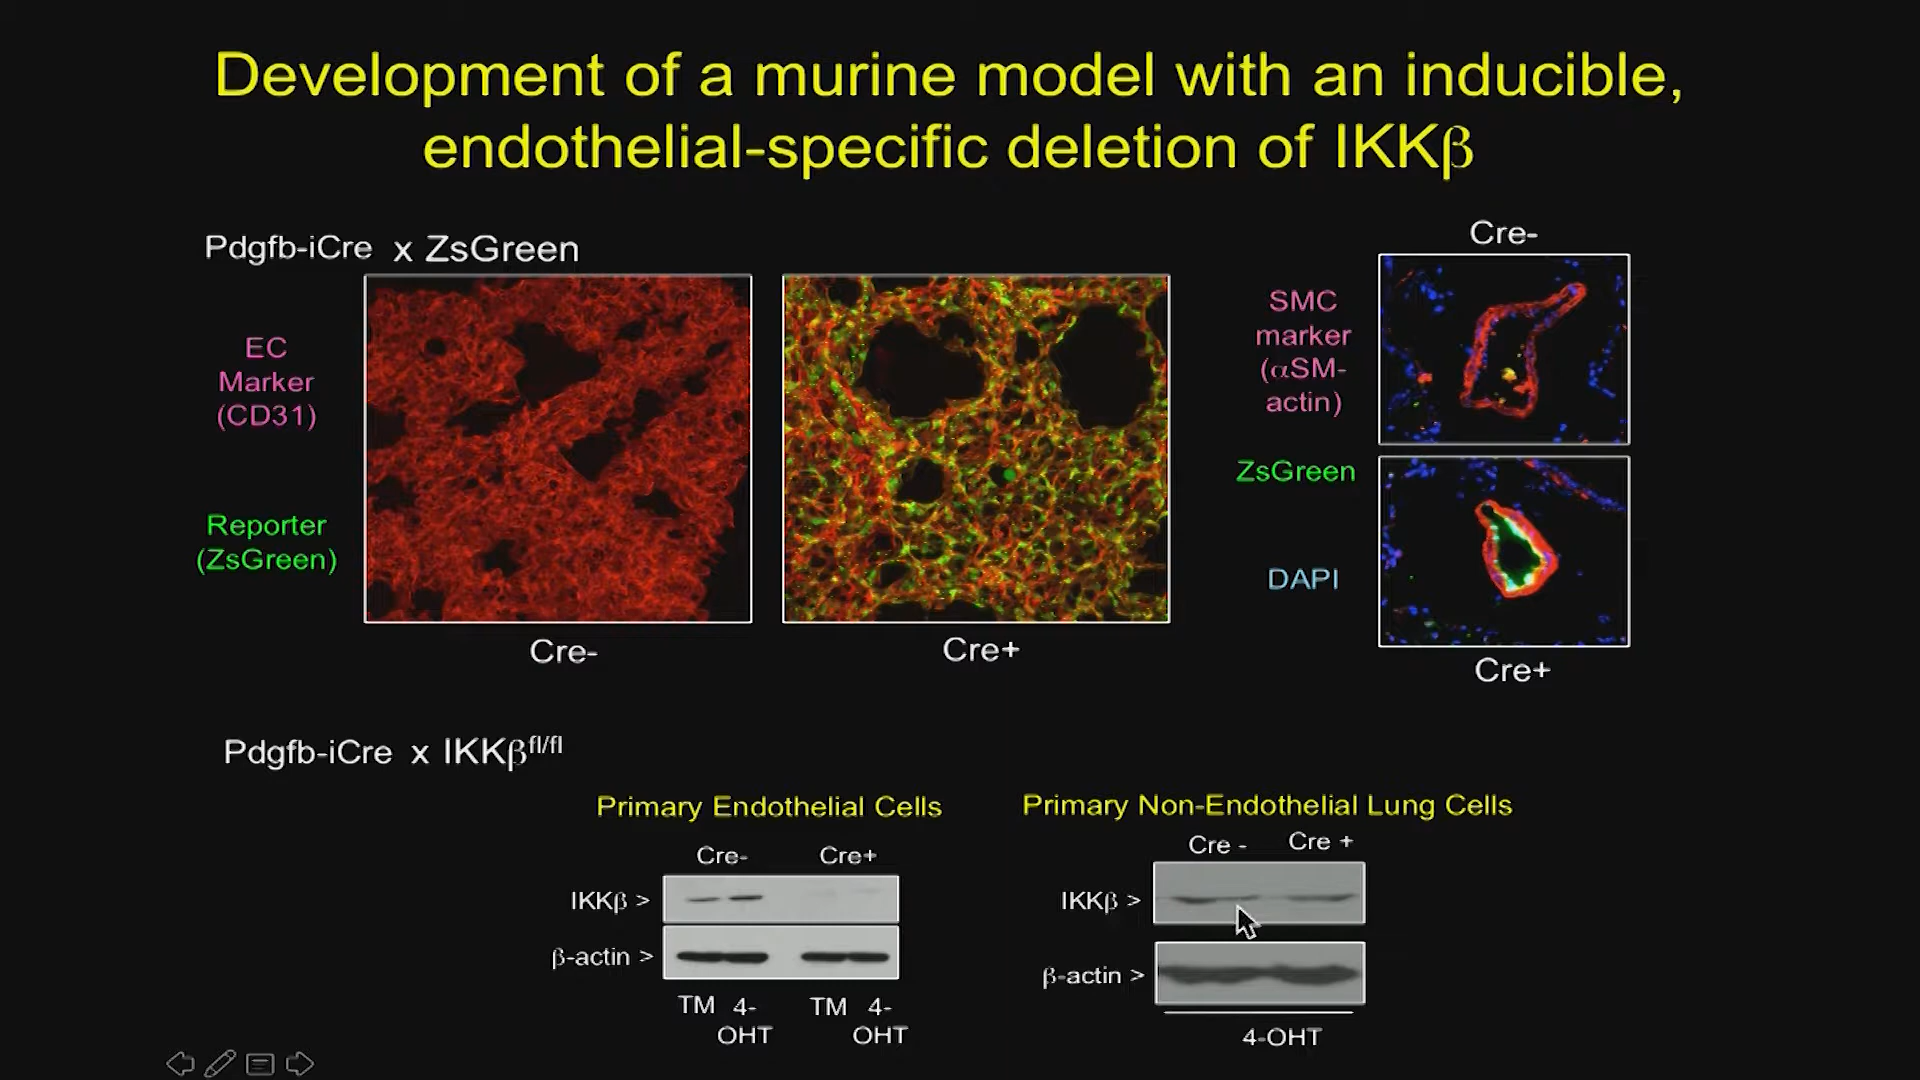 Development of a murine model with an inducible,
endothelial-specific deletion of IKKβ
Pdgfb-iCre x ZsGreen
EC
Marker
(CD31)
Reporter
(ZsGreen)
Cre-
Cre+
Cre-
SMC
marker
(αSM-
actin)
ZsGreen
DAPI
Cre+
Pdgfb-iCre x IKKβfl/fl
Primary Endothelial Cells
Cre- Cre+
IKKβ >
β-actin >
TM 4-
OHT
TM 4-
OHT
Primary Non-Endothelial Lung Cells
Cre - Cre +
IKKβ >
β-actin >
4-OHT